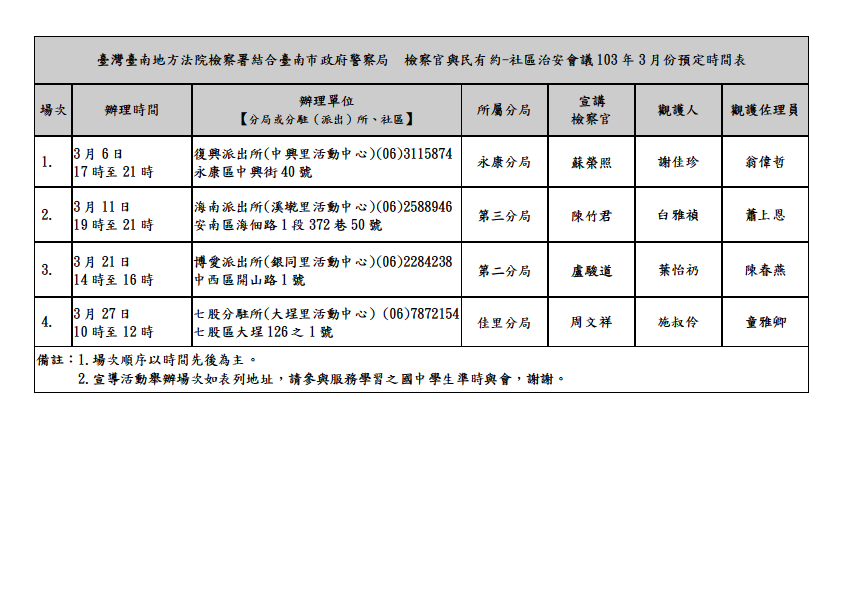 臺灣臺南地方法院檢察署結合臺南市政府警察局　檢察官與民有約-社區治安會議103年3月份預定時間表
場次 辦理時間 辦理單位 【分局或分駐（派出）所、社區】 所屬分局 宣講檢察官 觀護人 觀護佐理員
1. 3月6日 復興派出所(中興里活動中心)(06)3115874 永康分局 蘇榮照 謝佳珍 翁偉哲
17時至21時 永康區中興街40號
2. 3月11日 海南派出所(溪墘里活動中心)(06)2588946 第三分局 陳竹君 白雅禎 蕭上恩
19時至21時 安南區海佃路1段372巷50號
3. 3月21日 博愛派出所(銀同里活動中心)(06)2284238 第二分局 盧駿道 葉怡礽 陳春燕
14時至16時 中西區開山路1號
4. 3月27日 七股分駐所(大埕里活動中心) (06)7872154 佳里分局 周文祥 施叔伶 童雅卿
10時至12時 七股區大埕126之1號
備註：1.場次順序以時間先後為主。
2.宣導活動舉辦場次如表列地址，請參與服務學習之國中學生準時與會，謝謝。